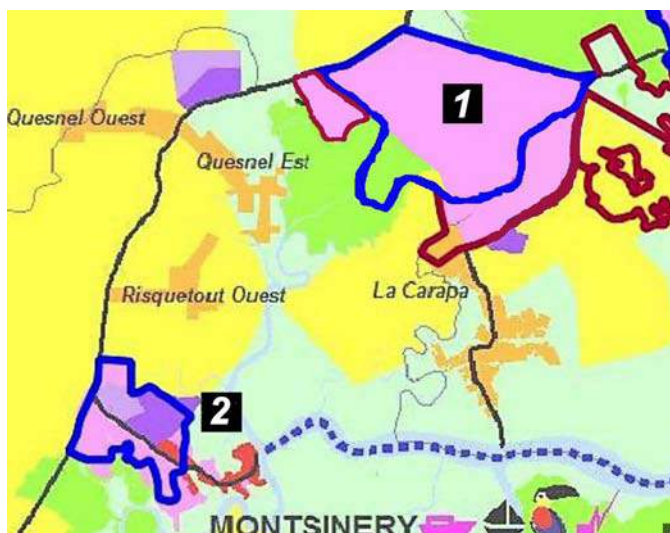 1
Quesnel Ouest
Quesnel Est
Risquetout Ouest
La Carapa
2
MONTSINERY